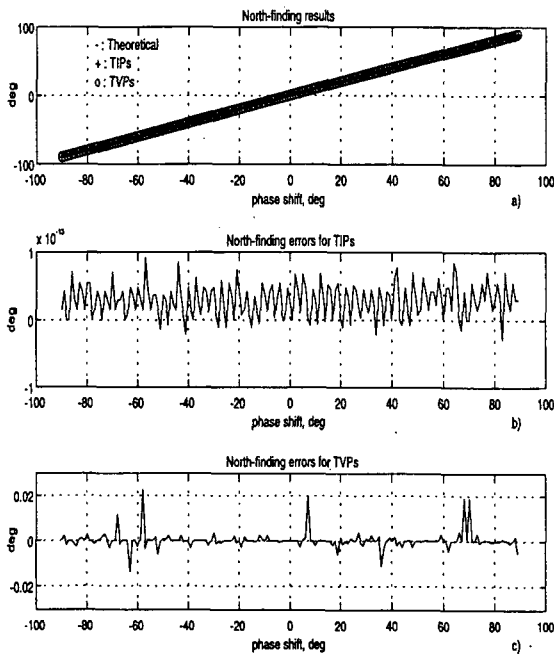 North-finding results
- : Theoretical
+ : TIPs
o : TVPs
deg
100
0
-100
-100 -80 -60 -40 -20 0 20 40 60 80 100
phase shift, deg
a)
x 10
North-finding errors for TIPs
deg
1
0
-1
-100 -80 -60 -40 -20 0 20 40 60 80 100
phase shift, deg
b)
North-finding errors for TVPs
deg
0.02
0
-0.02
-100 -80 -60 -40 -20 0 20 40 60 80 100
phase shift, deg
c)